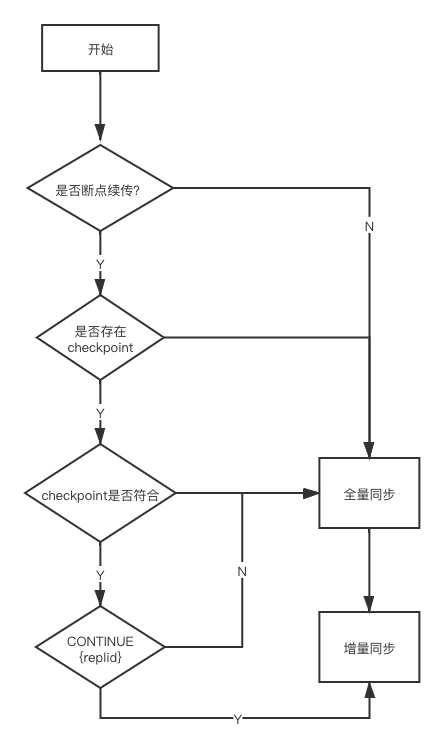 开始
是否断点续传?
N
Y
是否存在
checkpoint
Y
checkpoint是否符合
全量同步
Y
N
CONTINUE
{replid}
增量同步
Y